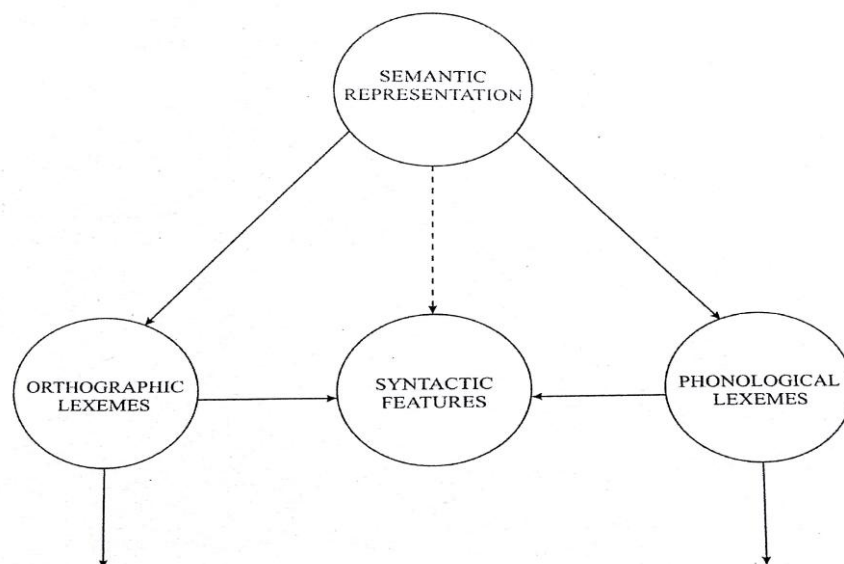 SEMANTIC
REPRESENTATION
ORTHOGRAPHIC
LEXEMES
SYNTACTIC
FEATURES
PHONOLOGICAL
LEXEMES